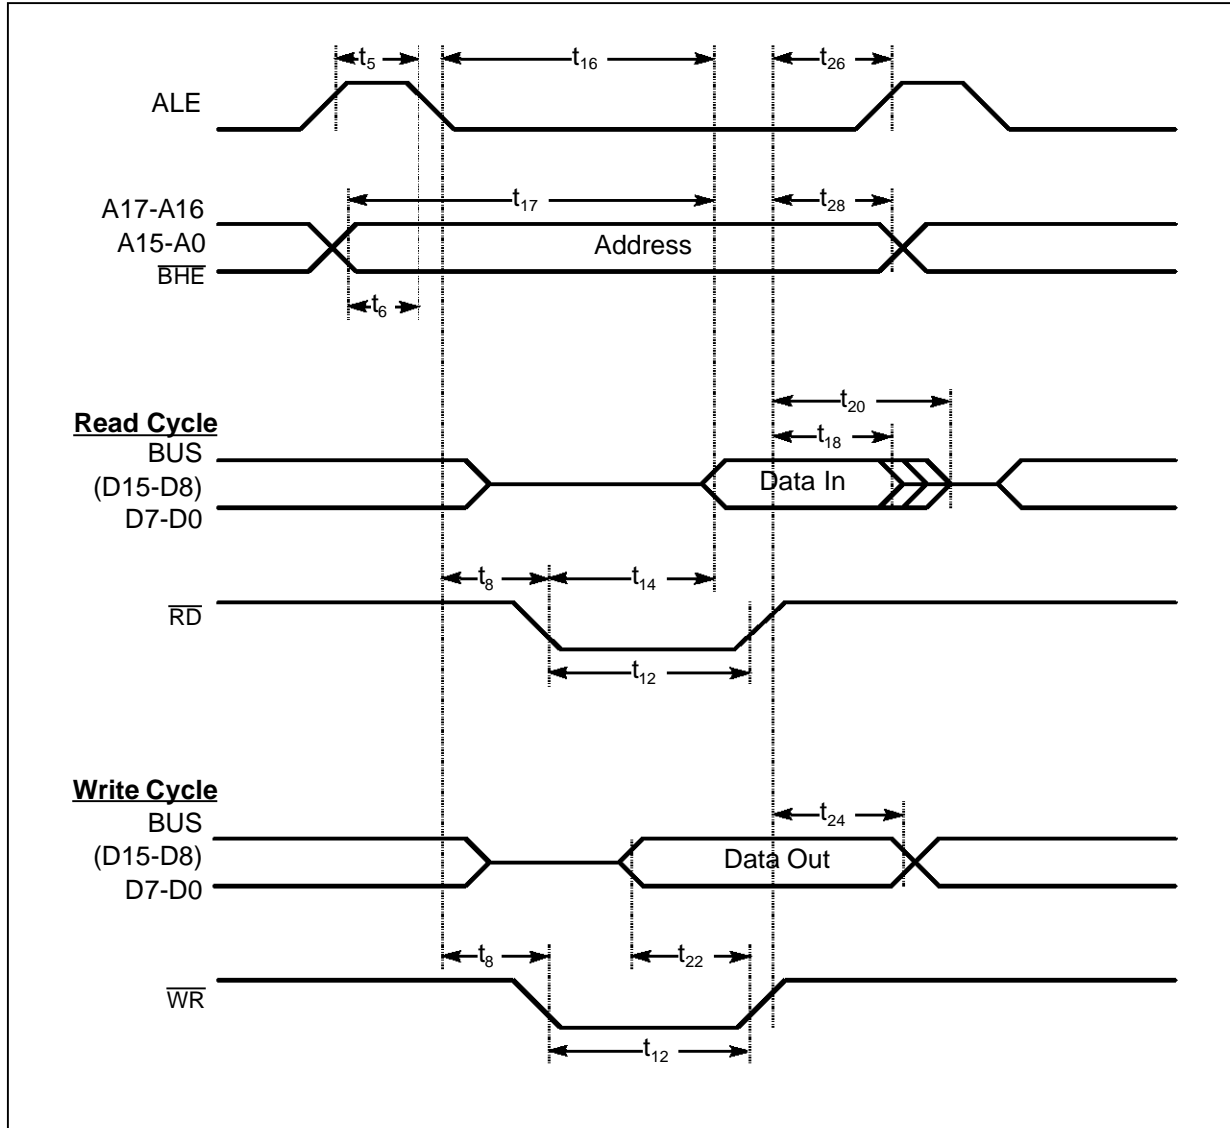 t5 t16 t26
ALE
t17 t28
A17-A16
A15-A0 Address
BHE
t6
t20
Read Cycle
t18
BUS
(D15-D8) Data In
D7-D0
t8 t14
RD
t12
Write Cycle
t24
BUS
(D15-D8) Data Out
D7-D0
t8 t22
WR
t12